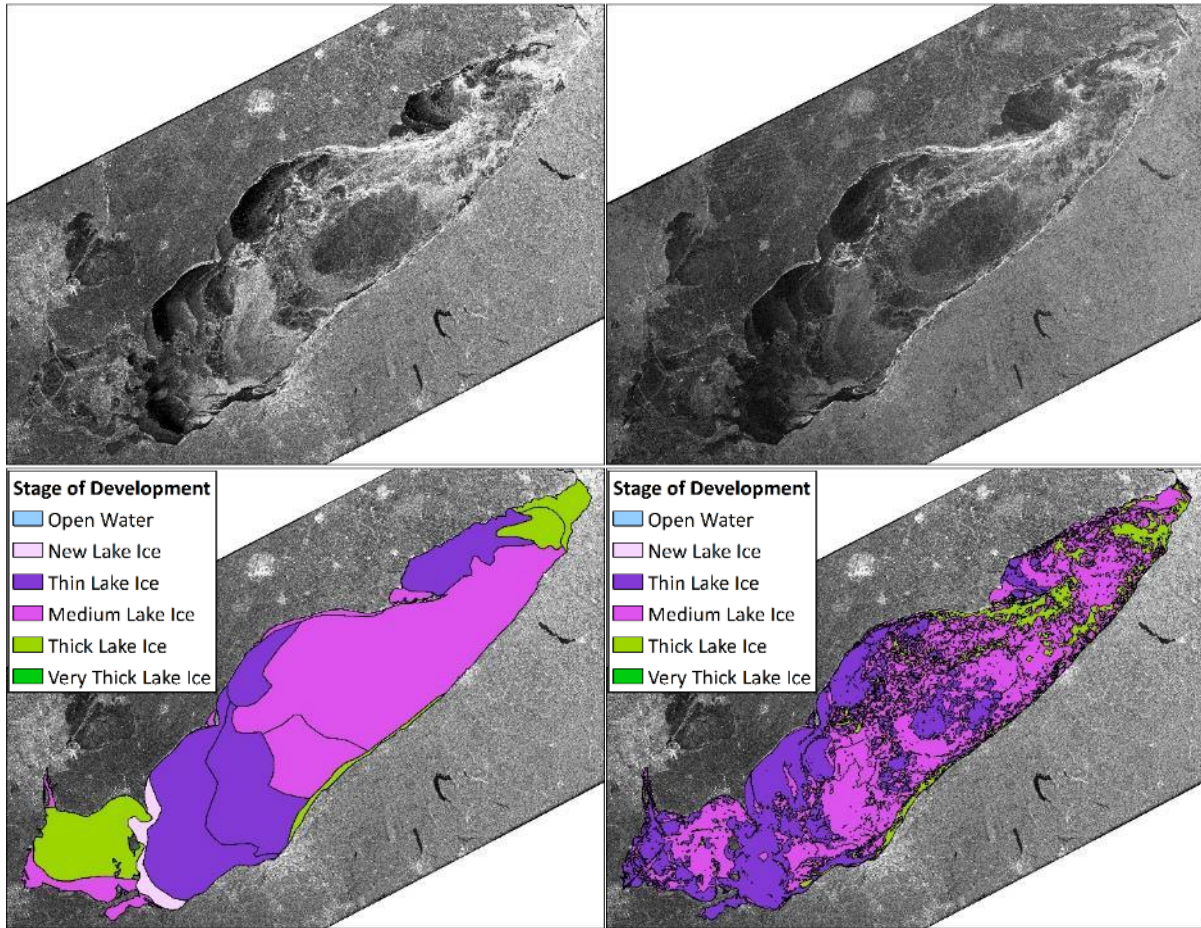 Stage of Development
Open Water
New Lake Ice
Thin Lake Ice
Medium Lake Ice
Thick Lake Ice
Very Thick Lake Ice
Stage of Development
Open Water
New Lake Ice
Thin Lake Ice
Medium Lake Ice
Thick Lake Ice
Very Thick Lake Ice